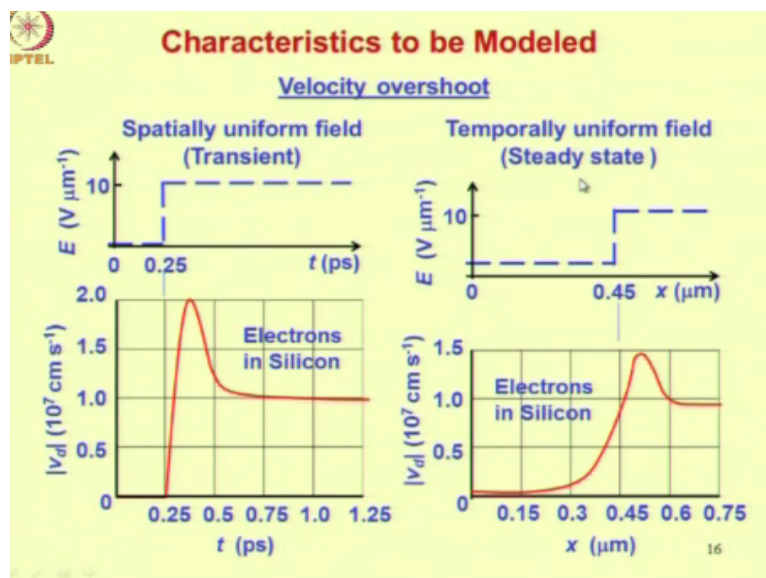 PTEL
Characteristics to be Modeled
Velocity overshoot
Spatially uniform field
(Transient)
E (V μm⁻¹)
10
0 0.25 t (ps)
2.0
1.5
1.0
0.5
0
|vd| (10⁷ cm s⁻¹)
Electrons
in Silicon
0.25 0.5 0.75 1.0 1.25
t (ps)
Temporally uniform field
(Steady state )
E (V μm⁻¹)
10
0 0.45 x (μm)
1.5
1.0
0.5
0
|vd| (10⁷ cm s⁻¹)
Electrons
in Silicon
0.15 0.3 0.45 0.6 0.75
x (μm)
16